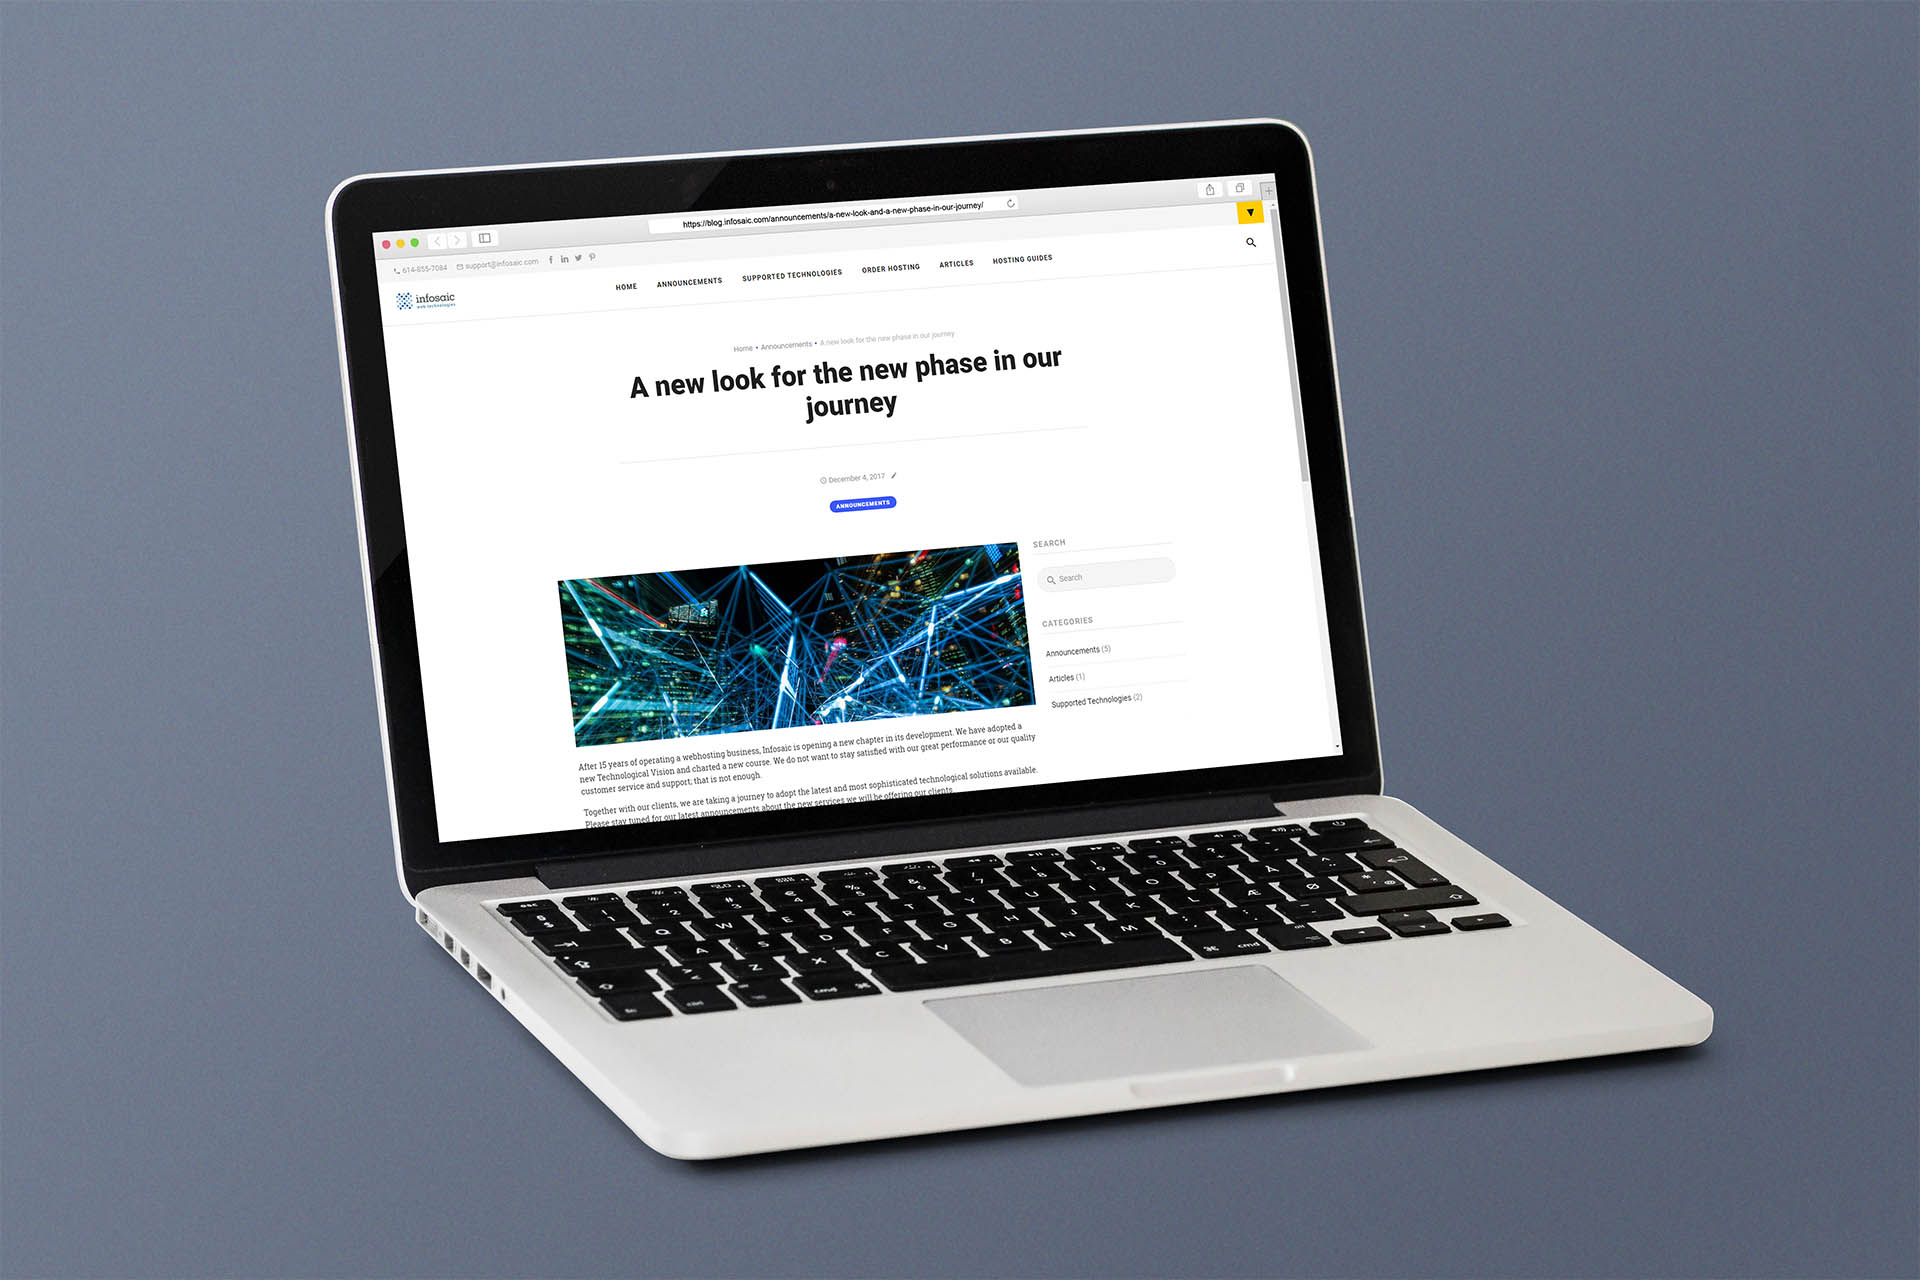 https://blog.infosaic.com/announcements/a-new-look-and-a-new-phase-in-our-journey/
614-855-7084 support@infosaic.com
infosaic
web technologies
HOME ANNOUNCEMENTS SUPPORTED TECHNOLOGIES ORDER HOSTING ARTICLES HOSTING GUIDES
Home • Announcements • A new look for the new phase in our journey
A new look for the new phase in our
journey
December 4, 2017
ANNOUNCEMENTS
SEARCH
Search
CATEGORIES
Announcements (5)
Articles (1)
Supported Technologies (2)
After 15 years of operating a webhosting business, Infosaic is opening a new chapter in its development. We have adopted a
new Technological Vision and charted a new course. We do not want to stay satisfied with our great performance or our quality
customer service and support; that is not enough.
Together with our clients, we are taking a journey to adopt the latest and most sophisticated technological solutions available.
Please stay tuned for our latest announcements about the new services we will be offering our clients.
esc
Q W E R T Y U I O P Å
A S D F G H J K L Æ Ø
Z X C V B N M
cmd cmd